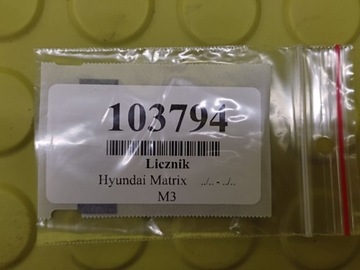 103794
Licznik
Hyundai Matrix ../.. - ../..
M3